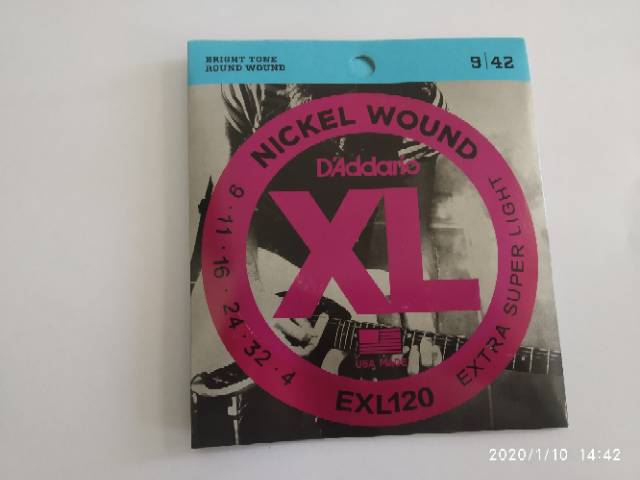 BRIGHT TONE
ROUND WOUND
9|42
NICKEL WOUND
D'Addario
XL
9 · 11 · 16 · 24 · 32 · 4
USA MADE
EXTRA SUPER LIGHT
EXL120
2020/1/10 14:42